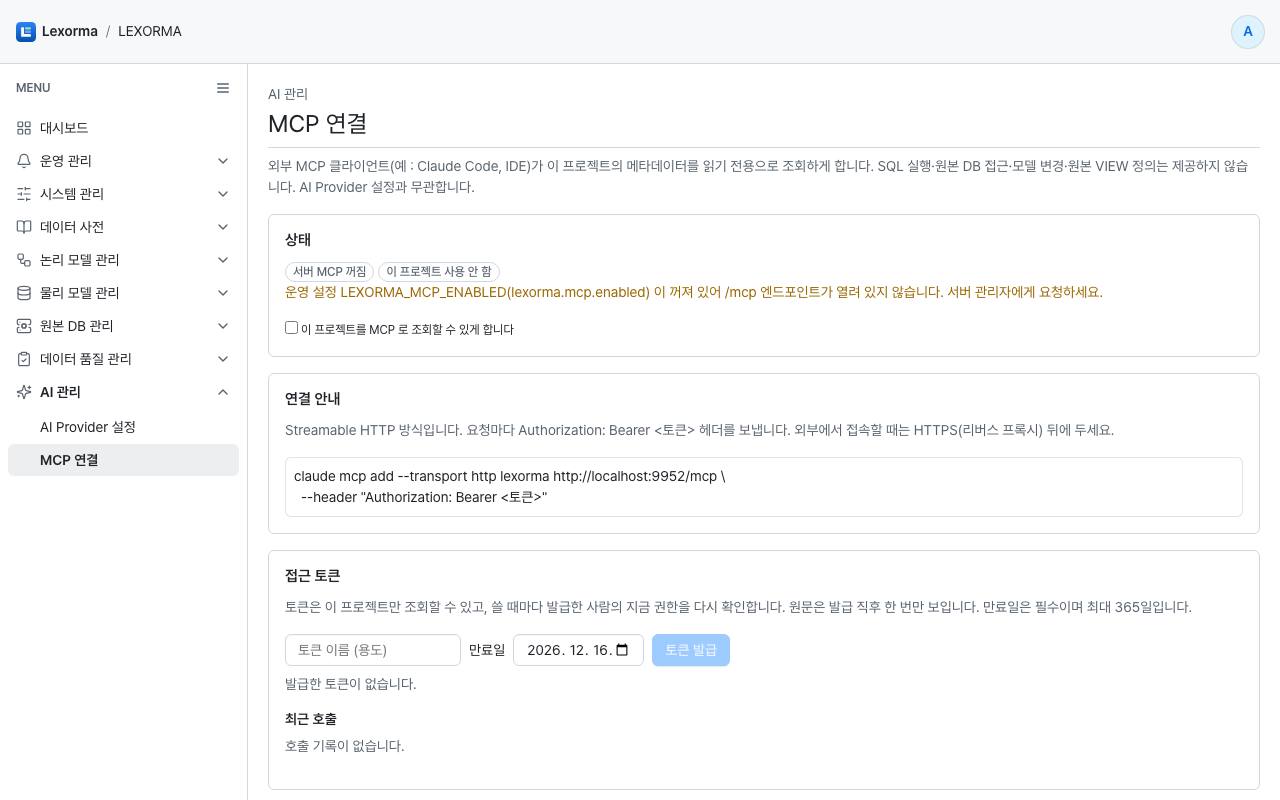 Lexorma / LEXORMA
A
MENU
대시보드
운영 관리
시스템 관리
데이터 사전
논리 모델 관리
물리 모델 관리
원본 DB 관리
데이터 품질 관리
AI 관리
AI Provider 설정
MCP 연결
AI 관리
MCP 연결
외부 MCP 클라이언트(예 : Claude Code, IDE)가 이 프로젝트의 메타데이터를 읽기 전용으로 조회하게 합니다. SQL 실행·원본 DB 접근·모델 변경·원본 VIEW 정의는 제공하지 않습
니다. AI Provider 설정과 무관합니다.
상태
서버 MCP 꺼짐 이 프로젝트 사용 안 함
운영 설정 LEXORMA_MCP_ENABLED(lexorma.mcp.enabled) 이 꺼져 있어 /mcp 엔드포인트가 열려 있지 않습니다. 서버 관리자에게 요청하세요.
이 프로젝트를 MCP 로 조회할 수 있게 합니다
연결 안내
Streamable HTTP 방식입니다. 요청마다 Authorization: Bearer <토큰> 헤더를 보냅니다. 외부에서 접속할 때는 HTTPS(리버스 프록시) 뒤에 두세요.
claude mcp add --transport http lexorma http://localhost:9952/mcp \
--header "Authorization: Bearer <토큰>"
접근 토큰
토큰은 이 프로젝트만 조회할 수 있고, 쓸 때마다 발급한 사람의 지금 권한을 다시 확인합니다. 원문은 발급 직후 한 번만 보입니다. 만료일은 필수이며 최대 365일입니다.
토큰 이름 (용도) 만료일 2026. 12. 16. 토큰 발급
발급한 토큰이 없습니다.
최근 호출
호출 기록이 없습니다.